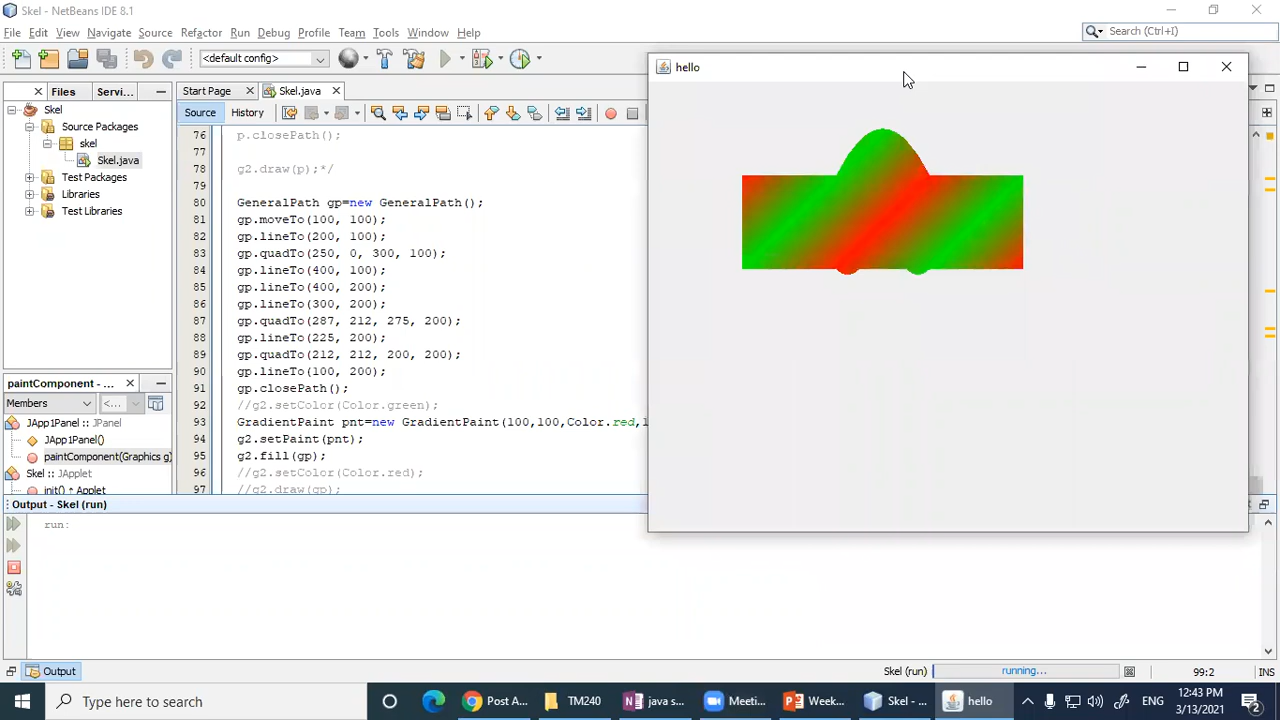 Skel - NetBeans IDE 8.1
File Edit View Navigate Source Refactor Run Debug Profile Team Tools Window Help
Search (Ctrl+I)
<default config>
hello
Files Servi...
Start Page Skel.java
Source History
Skel
Source Packages
skel
Skel.java
Test Packages
Libraries
Test Libraries
76 p.closePath();
77
78 g2.draw(p);*/
79
80 GeneralPath gp=new GeneralPath();
81 gp.moveTo(100, 100);
82 gp.lineTo(200, 100);
83 gp.quadTo(250, 0, 300, 100);
84 gp.lineTo(400, 100);
85 gp.lineTo(400, 200);
86 gp.lineTo(300, 200);
87 gp.quadTo(287, 212, 275, 200);
88 gp.lineTo(225, 200);
89 gp.quadTo(212, 212, 200, 200);
90 gp.lineTo(100, 200);
91 gp.closePath();
92 //g2.setColor(Color.green);
93 GradientPaint pnt=new GradientPaint(100,100,Color.red,1
94 g2.setPaint(pnt);
95 g2.fill(gp);
96 //g2.setColor(Color.red);
97 //g2.draw(gp);
paintComponent - ...
Members <...
JApp1Panel :: JPanel
JApp1Panel()
paintComponent(Graphics g)
Skel :: JApplet
init() ↑ Applet
Output - Skel (run)
run:
Output
Skel (run) running... 99:2 INS
Type here to search
Post A... TM240 java s... Meeti... Week... Skel - ... hello
ENG
12:43 PM
3/13/2021
2